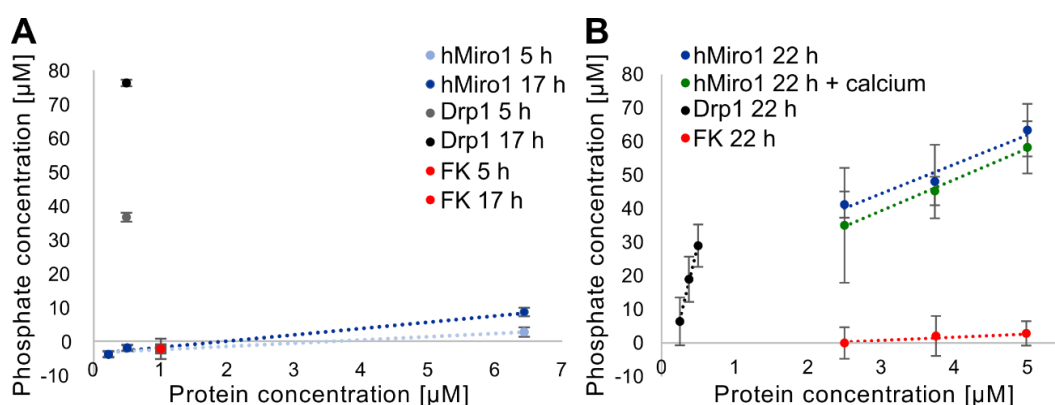 A
Phosphate concentration [µM]
80
70
60
50
40
30
20
10
0
-10
0
1
2
3
4
5
6
7
Protein concentration [µM]
hMiro1 5 h
hMiro1 17 h
Drp1 5 h
Drp1 17 h
FK 5 h
FK 17 h
B
Phosphate concentration [µM]
80
70
60
50
40
30
20
10
0
-10
0
1
2
3
4
5
Protein concentration [µM]
hMiro1 22 h
hMiro1 22 h + calcium
Drp1 22 h
FK 22 h